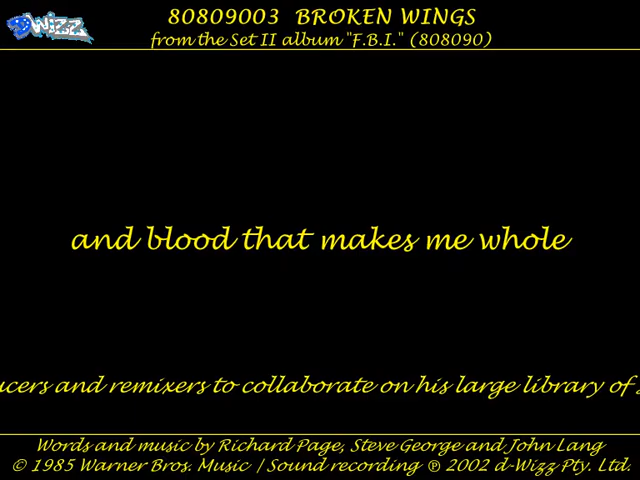 d-Wizz
80809003 BROKEN WINGS
from the Set II album "F.B.I." (808090)
and blood that makes me whole
ucers and remixers to collaborate on his large library of
Words and music by Richard Page, Steve George and John Lang
© 1985 Warner Bros. Music / Sound recording ℗ 2002 d-Wizz Pty. Ltd.